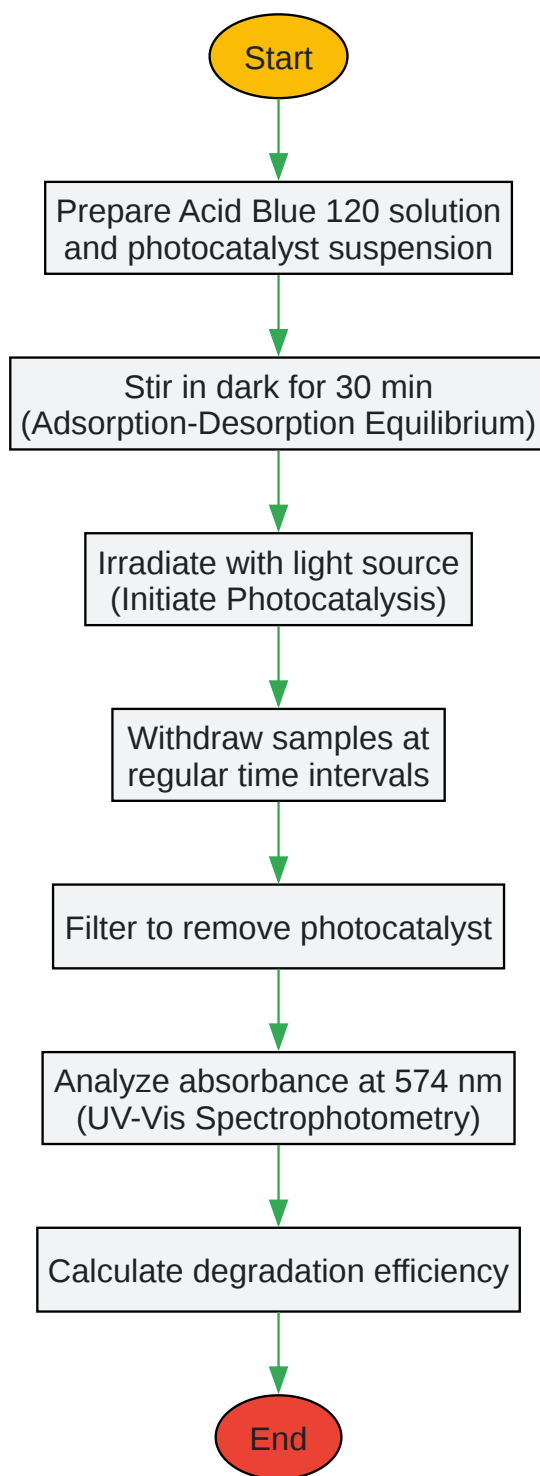 Start
Prepare Acid Blue 120 solution
and photocatalyst suspension
Stir in dark for 30 min
(Adsorption-Desorption Equilibrium)
Irradiate with light source
(Initiate Photocatalysis)
Withdraw samples at
regular time intervals
Filter to remove photocatalyst
Analyze absorbance at 574 nm
(UV-Vis Spectrophotometry)
Calculate degradation efficiency
End